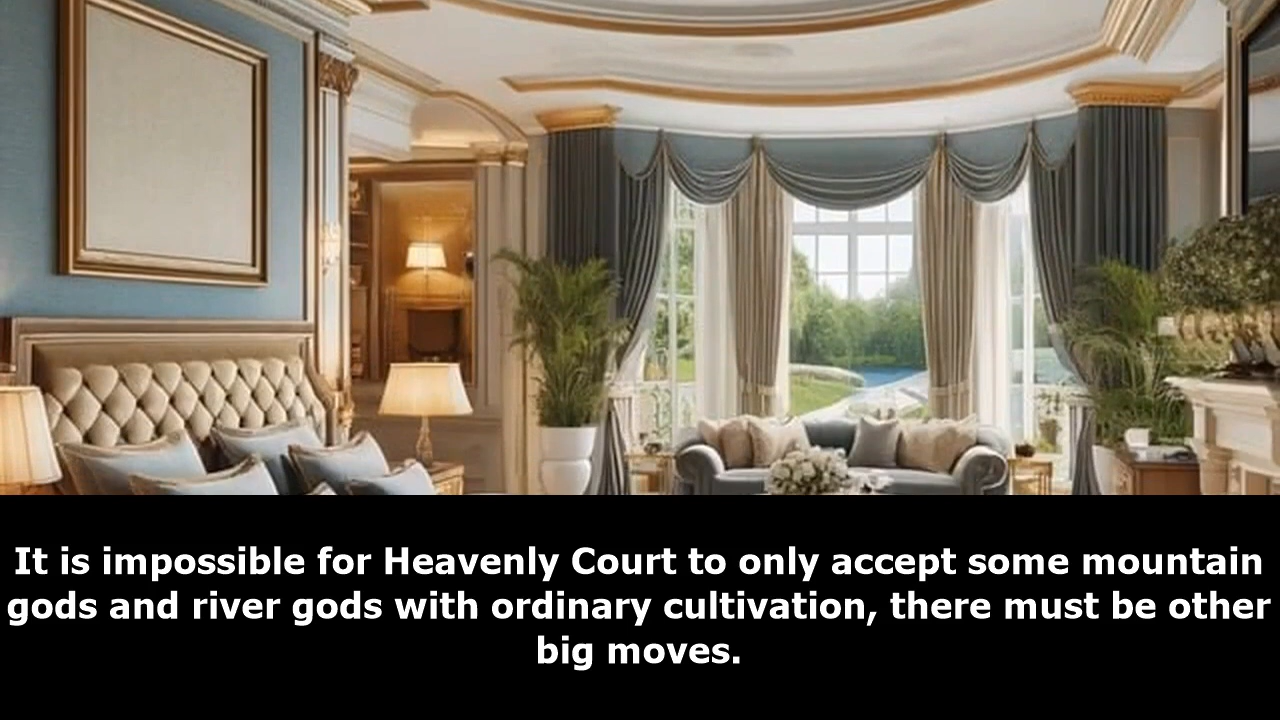 It is impossible for Heavenly Court to only accept some mountain
gods and river gods with ordinary cultivation, there must be other
big moves.